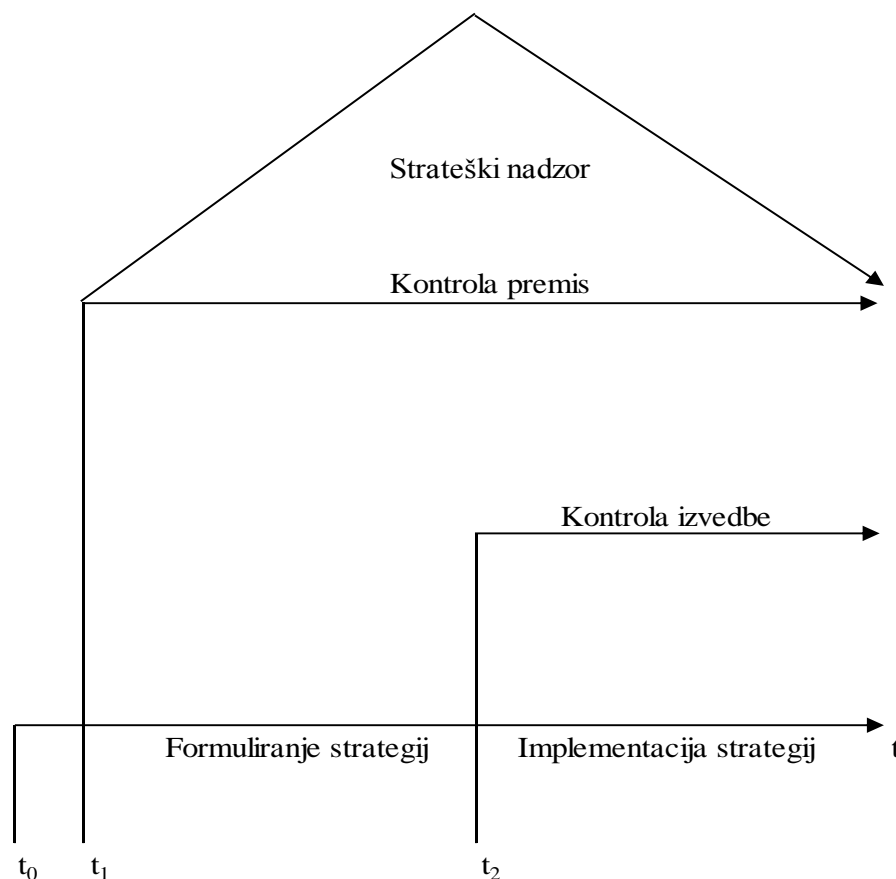 Strateški nadzor
Kontrola premis
Kontrola izvedbe
Formuliranje strategij
Implementacija strategij
t
t₀
t₁
t₂